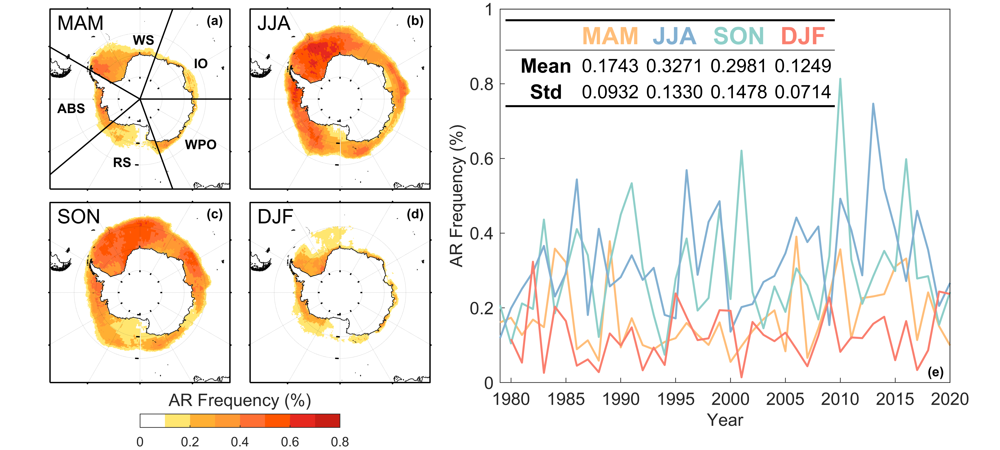 MAM
(a)
WS
IO
ABS
WPO
RS
JJA
(b)
SON
(c)
DJF
(d)
AR Frequency (%)
0 0.2 0.4 0.6 0.8
MAM JJA SON DJF
Mean 0.1743 0.3271 0.2981 0.1249
Std 0.0932 0.1330 0.1478 0.0714
AR Frequency (%)
1
0.8
0.6
0.4
0.2
0
(e)
1980 1985 1990 1995 2000 2005 2010 2015 2020
Year